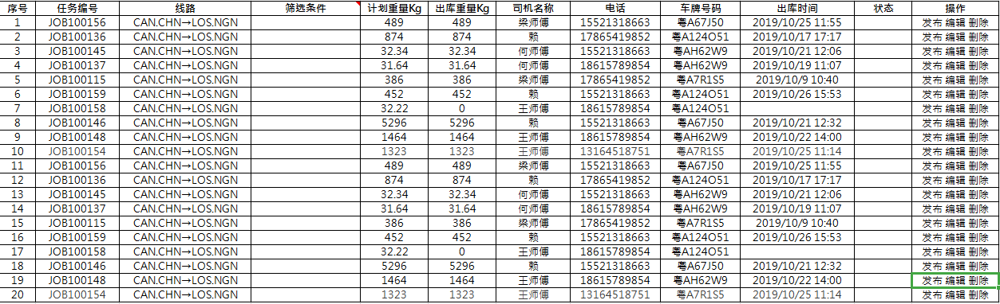 序号 任务编号 线路 筛选条件 计划重量Kg 出库重量Kg 司机名称 电话 车牌号码 出库时间 状态 操作
1 JOB100156 CAN.CHN→LOS.NGN 489 489 梁师傅 15521318663 粤A67J50 2019/10/25 11:55 发布 编辑 删除
2 JOB100136 CAN.CHN→LOS.NGN 874 874 赖 17865419852 粤A124O51 2019/10/17 17:17 发布 编辑 删除
3 JOB100145 CAN.CHN→LOS.NGN 32.34 32.34 何师傅 15521318663 粤AH62W9 2019/10/21 12:06 发布 编辑 删除
4 JOB100137 CAN.CHN→LOS.NGN 31.64 31.64 何师傅 18615789854 粤AH62W9 2019/10/19 11:07 发布 编辑 删除
5 JOB100115 CAN.CHN→LOS.NGN 386 386 梁师傅 17865419852 粤A7R1S5 2019/10/9 10:40 发布 编辑 删除
6 JOB100159 CAN.CHN→LOS.NGN 452 452 赖 15521318663 粤A124O51 2019/10/26 15:53 发布 编辑 删除
7 JOB100158 CAN.CHN→LOS.NGN 32.22 0 王师傅 18615789854 粤A124O51 发布 编辑 删除
8 JOB100146 CAN.CHN→LOS.NGN 5296 5296 赖 15521318663 粤A67J50 2019/10/21 12:32 发布 编辑 删除
9 JOB100148 CAN.CHN→LOS.NGN 1464 1464 王师傅 18615789854 粤AH62W9 2019/10/22 14:00 发布 编辑 删除
10 JOB100154 CAN.CHN→LOS.NGN 1323 1323 王师傅 13164518751 粤A7R1S5 2019/10/25 11:14 发布 编辑 删除
11 JOB100156 CAN.CHN→LOS.NGN 489 489 梁师傅 15521318663 粤A67J50 2019/10/25 11:55 发布 编辑 删除
12 JOB100136 CAN.CHN→LOS.NGN 874 874 赖 17865419852 粤A124O51 2019/10/17 17:17 发布 编辑 删除
13 JOB100145 CAN.CHN→LOS.NGN 32.34 32.34 何师傅 15521318663 粤AH62W9 2019/10/21 12:06 发布 编辑 删除
14 JOB100137 CAN.CHN→LOS.NGN 31.64 31.64 何师傅 18615789854 粤AH62W9 2019/10/19 11:07 发布 编辑 删除
15 JOB100115 CAN.CHN→LOS.NGN 386 386 梁师傅 17865419852 粤A7R1S5 2019/10/9 10:40 发布 编辑 删除
16 JOB100159 CAN.CHN→LOS.NGN 452 452 赖 15521318663 粤A124O51 2019/10/26 15:53 发布 编辑 删除
17 JOB100158 CAN.CHN→LOS.NGN 32.22 0 王师傅 18615789854 粤A124O51 发布 编辑 删除
18 JOB100146 CAN.CHN→LOS.NGN 5296 5296 赖 15521318663 粤A67J50 2019/10/21 12:32 发布 编辑 删除
19 JOB100148 CAN.CHN→LOS.NGN 1464 1464 王师傅 18615789854 粤AH62W9 2019/10/22 14:00 发布 编辑 删除
20 JOB100154 CAN.CHN→LOS.NGN 1323 1323 王师傅 13164518751 粤A7R1S5 2019/10/25 11:14 发布 编辑 删除